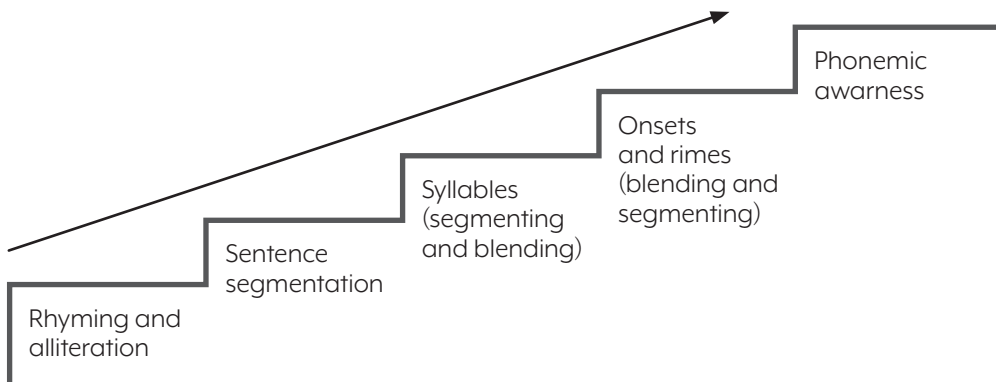 Rhyming and
alliteration
Sentence
segmentation
Syllables
(segmenting
and blending)
Onsets
and rimes
(blending and
segmenting)
Phonemic
awarness